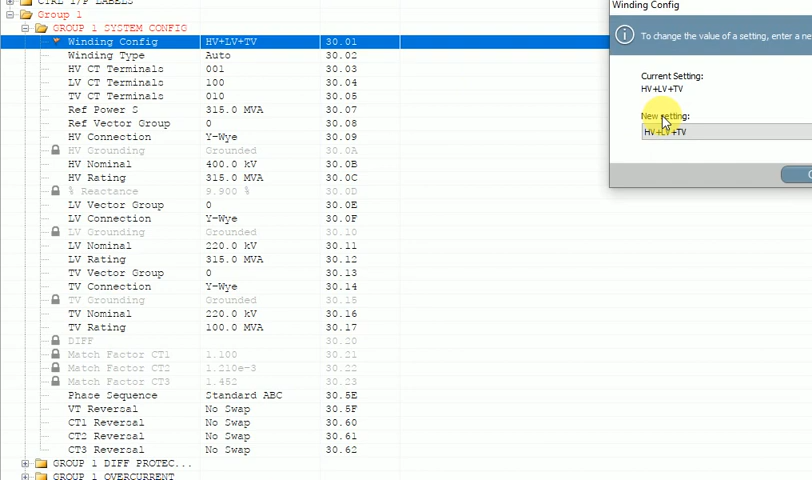 CTRL I/P LABELS
Group 1
GROUP 1 SYSTEM CONFIG
Winding Config HV+LV+TV 30.01
Winding Type Auto 30.02
HV CT Terminals 001 30.03
LV CT Terminals 100 30.04
TV CT Terminals 010 30.05
Ref Power S 315.0 MVA 30.07
Ref Vector Group 0 30.08
HV Connection Y-Wye 30.09
HV Grounding Grounded 30.0A
HV Nominal 400.0 kV 30.0B
HV Rating 315.0 MVA 30.0C
% Reactance 9.900 % 30.0D
LV Vector Group 0 30.0E
LV Connection Y-Wye 30.0F
LV Grounding Grounded 30.10
LV Nominal 220.0 kV 30.11
LV Rating 315.0 MVA 30.12
TV Vector Group 0 30.13
TV Connection Y-Wye 30.14
TV Grounding Grounded 30.15
TV Nominal 220.0 kV 30.16
TV Rating 100.0 MVA 30.17
DIFF 30.20
Match Factor CT1 1.100 30.21
Match Factor CT2 1.210e-3 30.22
Match Factor CT3 1.452 30.23
Phase Sequence Standard ABC 30.5E
VT Reversal No Swap 30.5F
CT1 Reversal No Swap 30.60
CT2 Reversal No Swap 30.61
CT3 Reversal No Swap 30.62
GROUP 1 DIFF PROTEC...
GROUP 1 OVERCURRENT
Winding Config
To change the value of a setting, enter a ne
Current Setting:
HV+LV+TV
New setting:
HV+LV+TV